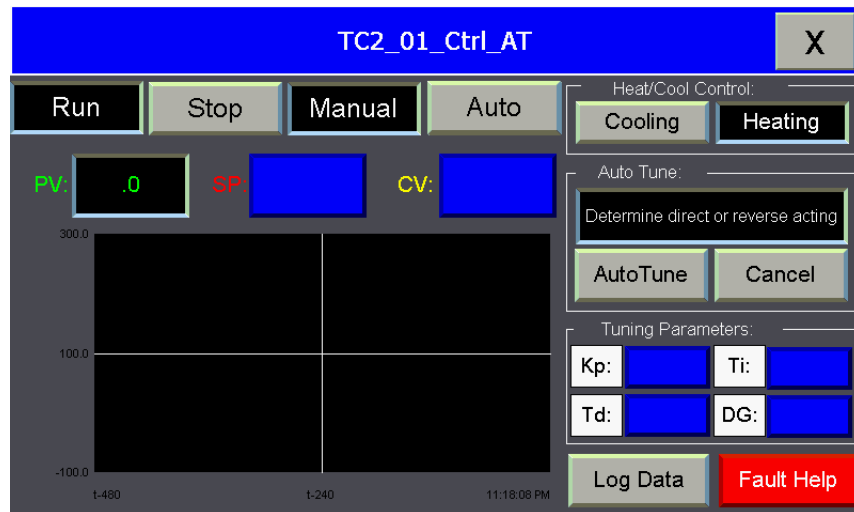 TC2_01_Ctrl_AT
X
Run Stop Manual Auto
Heat/Cool Control:
Cooling Heating
PV: .0 SP: CV:
Auto Tune:
Determine direct or reverse acting
AutoTune Cancel
300.0
100.0
-100.0
t-480 t-240 11:18:08 PM
Tuning Parameters:
Kp: Ti:
Td: DG:
Log Data Fault Help